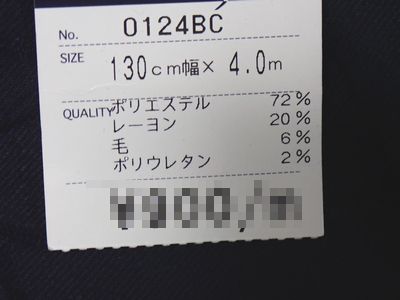 No. 0124BC
SIZE 130cm幅× 4.0m
QUALITY ポリエステル 72%
レーヨン 20%
毛 6%
ポリウレタン 2%